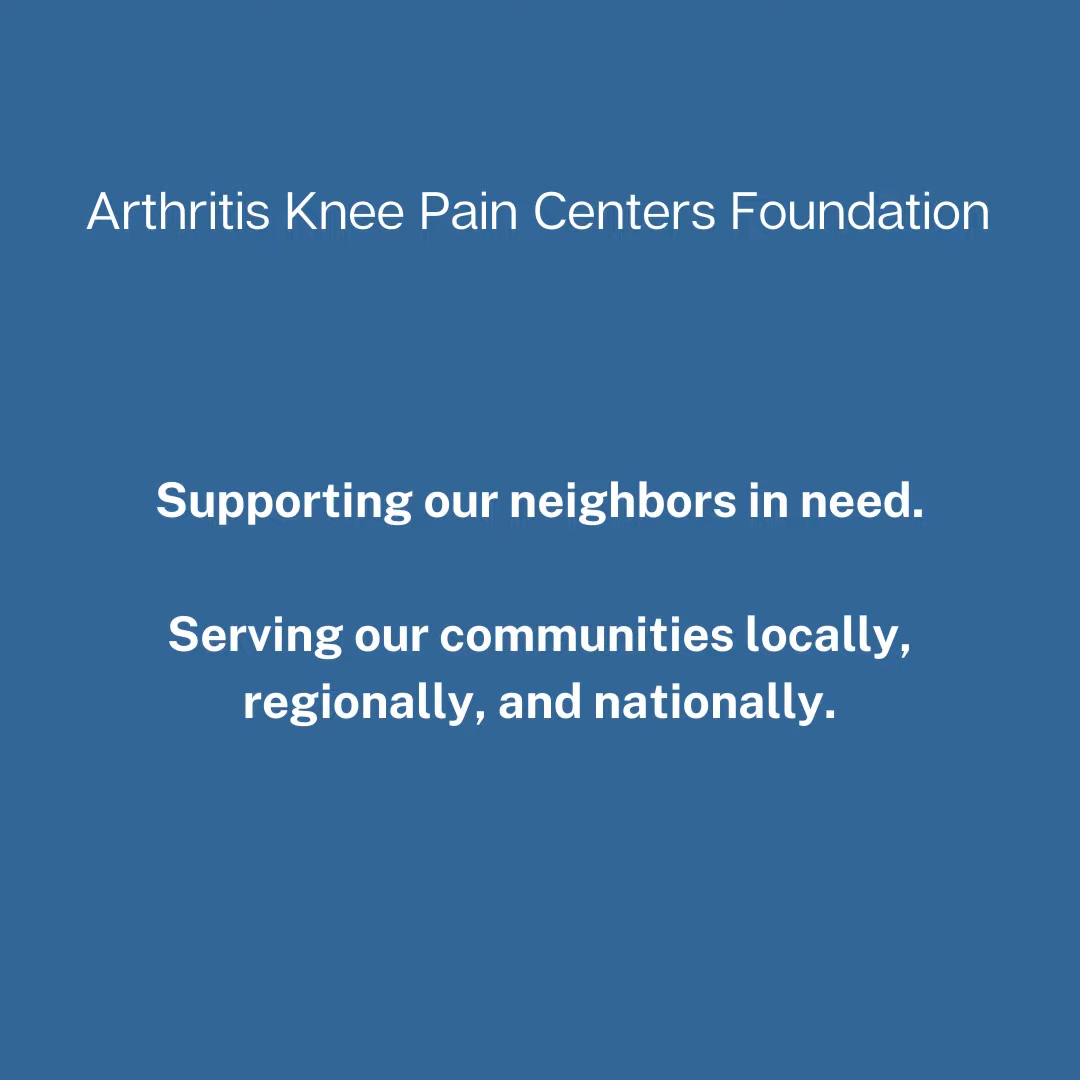 Arthritis Knee Pain Centers Foundation
Supporting our neighbors in need.
Serving our communities locally,
regionally, and nationally.